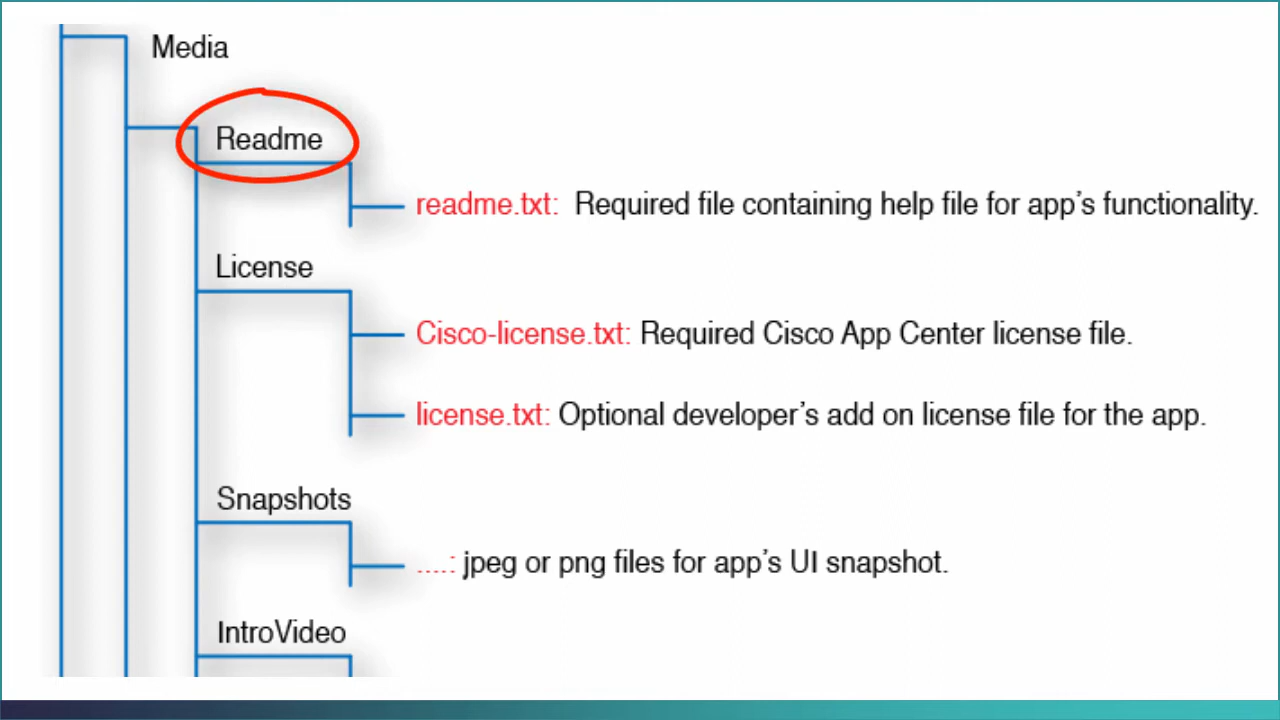 Media
Readme
readme.txt: Required file containing help file for app's functionality.
License
Cisco-license.txt: Required Cisco App Center license file.
license.txt: Optional developer's add on license file for the app.
Snapshots
....: jpeg or png files for app's UI snapshot.
IntroVideo